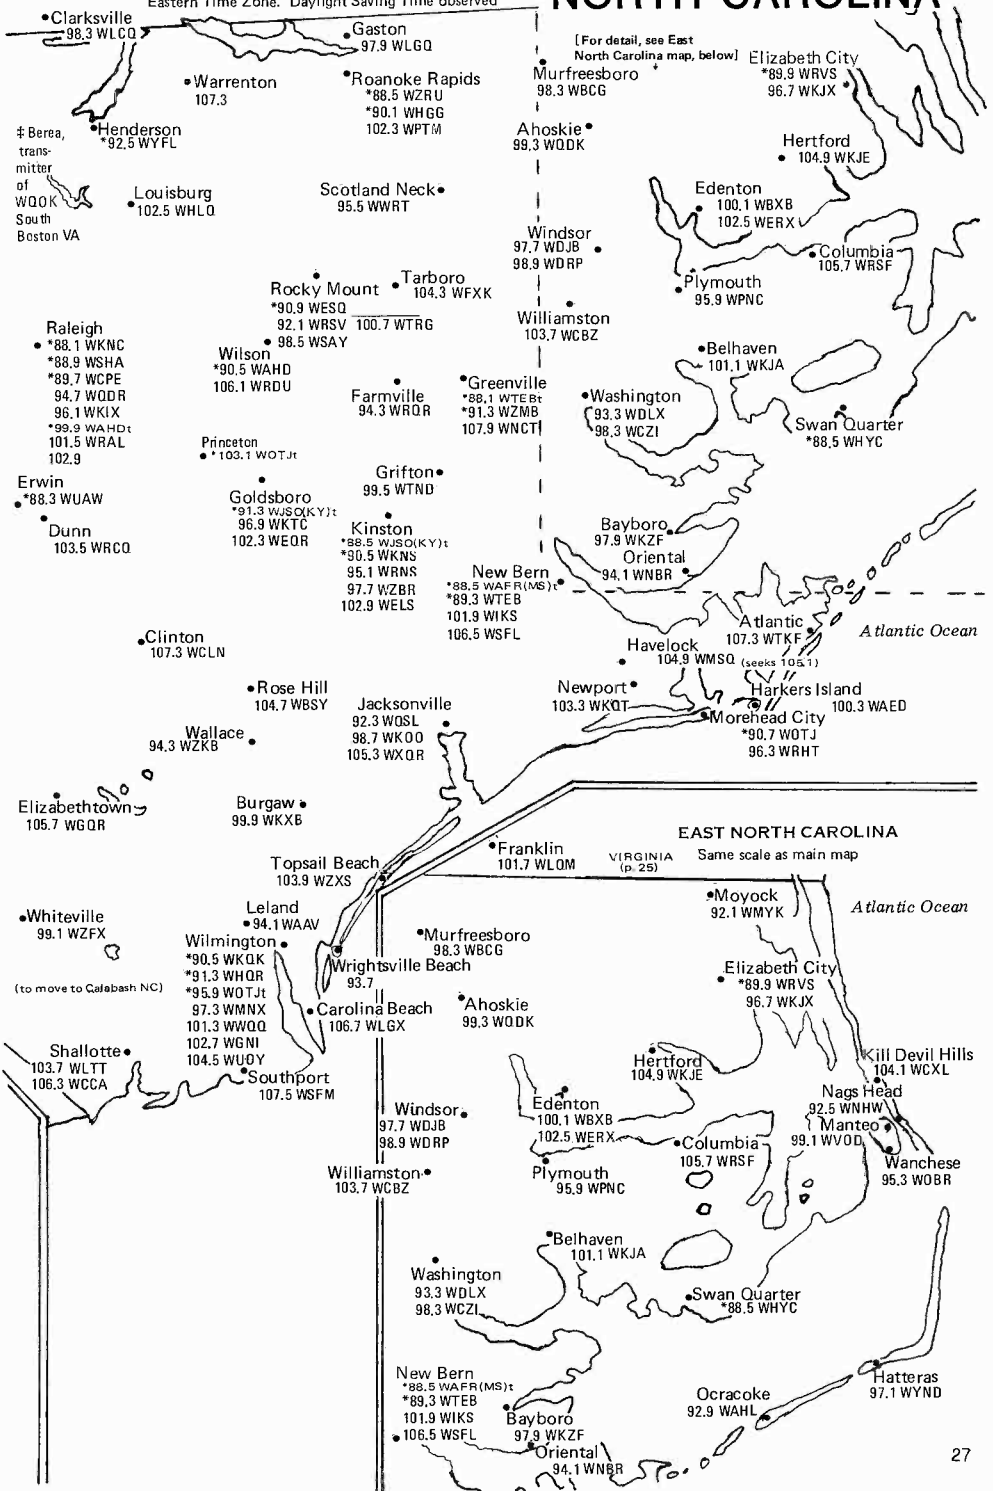 Eastern Time Zone. Daylight Saving Time observed
NORTH CAROLINA
Clarksville
98.3 WLCQ
Gaston
97.9 WLGQ
[For detail, see East
North Carolina map, below]
Murfreesboro
98.3 WBCG
Elizabeth City
*89.9 WRVS
96.7 WKJX
Warrenton
107.3
Roanoke Rapids
*88.5 WZRU
*90.1 WHGG
102.3 WPTM
Henderson
*92.5 WYFL
‡ Berea,
trans-
mitter
of
WQOK
South
Boston VA
Ahoskie
99.3 WQDK
Hertford
104.9 WKJE
Louisburg
102.5 WHLQ
Scotland Neck
95.5 WWRT
Edenton
100.1 WBXB
102.5 WERX
Windsor
97.7 WDJB
98.9 WDRP
Columbia
105.7 WRSF
Rocky Mount
*90.9 WESQ
92.1 WRSV 100.7 WTRG
98.5 WSAY
Tarboro
104.3 WFXK
Plymouth
95.9 WPNC
Williamston
103.7 WCBZ
Raleigh
*88.1 WKNC
*88.9 WSHA
*89.7 WCPE
94.7 WQDR
96.1 WKIX
*99.9 WAHDt
101.5 WRAL
102.9
Wilson
*90.5 WAHD
106.1 WRDU
Belhaven
101.1 WKJA
Farmville
94.3 WRQR
Greenville
*88.1 WTEBt
*91.3 WZMB
107.9 WNCT
Washington
93.3 WDLX
98.3 WCZI
Swan Quarter
*88.5 WHYC
Princeton
*103.1 WOTJt
Erwin
*88.3 WUAW
Dunn
103.5 WRCQ
Goldsboro
*91.3 WJSO(KY)t
96.9 WKTC
102.3 WEQR
Grifton
99.5 WTND
Kinston
*88.5 WJSO(KY)t
*90.5 WKNS
95.1 WRNS
97.7 WZBR
102.9 WELS
Bayboro
97.9 WKZF
Oriental
94.1 WNBR
New Bern
*88.5 WAFR(MS)t
*89.3 WTEB
101.9 WIKS
106.5 WSFL
Atlantic
107.3 WTKF
Atlantic Ocean
Clinton
107.3 WCLN
Havelock
104.9 WMSQ (seeks 105.1)
Rose Hill
104.7 WBSY
Newport
103.3 WKQT
Harkers Island
100.3 WAED
Jacksonville
92.3 WQSL
98.7 WKOO
105.3 WXQR
Morehead City
*90.7 WOTJ
96.3 WRHT
Wallace
94.3 WZKB
Elizabethtown
105.7 WGQR
Burgaw
99.9 WKXB
EAST NORTH CAROLINA
Same scale as main map
Franklin
101.7 WLQM
VIRGINIA
(p. 25)
Topsail Beach
103.9 WZXS
Moyock
92.1 WMYK
Atlantic Ocean
Whiteville
99.1 WZFX
(to move to Calabash NC)
Leland
94.1 WAAV
Wilmington
*90.5 WKQK
*91.3 WHQR
*95.9 WOTJt
97.3 WMNX
101.3 WWQQ
102.7 WGNI
104.5 WUOY
Murfreesboro
98.3 WBCG
Wrightsville Beach
93.7
Elizabeth City
*89.9 WRVS
96.7 WKJX
Carolina Beach
106.7 WLGX
Ahoskie
99.3 WQDK
Shallotte
103.7 WLTT
106.3 WCCA
Southport
107.5 WSFM
Hertford
104.9 WKJE
Kill Devil Hills
104.1 WCXL
Nags Head
92.5 WNHW
Manteo
99.1 WVOD
Windsor
97.7 WDJB
98.9 WDRP
Edenton
100.1 WBXB
102.5 WERX
Columbia
105.7 WRSF
Wanchese
95.3 WOBR
Williamston
103.7 WCBZ
Plymouth
95.9 WPNC
Belhaven
101.1 WKJA
Washington
93.3 WDLX
98.3 WCZI
Swan Quarter
*88.5 WHYC
New Bern
*88.5 WAFR(MS)t
*89.3 WTEB
101.9 WIKS
106.5 WSFL
Bayboro
97.9 WKZF
Oriental
94.1 WNBR
Ocracoke
92.9 WAHL
Hatteras
97.1 WYND
27